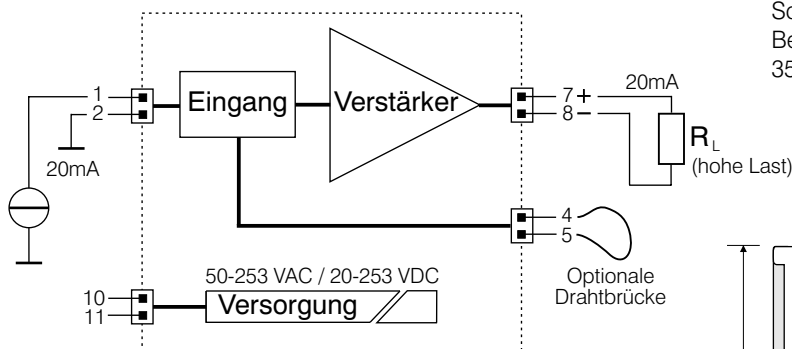 So
Be
35
1
2
20mA
Eingang
Verstärker
7 +
8 −
20mA
R L
(hohe Last)
4
5
Optionale
Drahtbrücke
50-253 VAC / 20-253 VDC
10
11
Versorgung